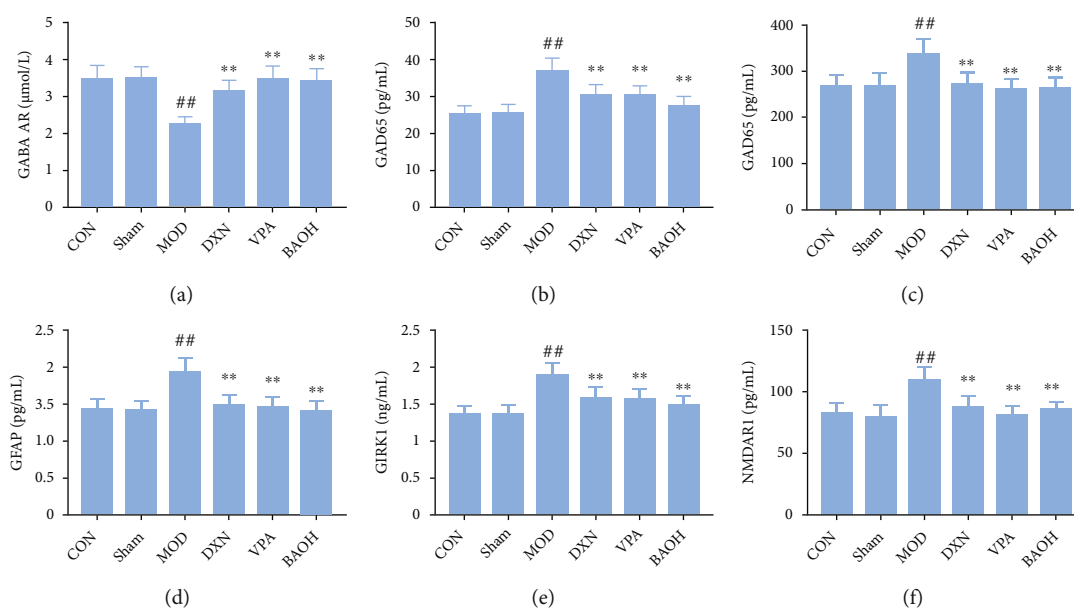 GABA AR (μmol/L)
5
4
3
2
1
0
##
**
**
**
CON
Sham
MOD
DXN
VPA
BAOH
(a)
GAD65 (pg/mL)
50
40
30
20
10
0
##
**
**
**
CON
Sham
MOD
DXN
VPA
BAOH
(b)
GAD65 (pg/mL)
400
300
200
100
0
##
**
**
**
CON
Sham
MOD
DXN
VPA
BAOH
(c)
GFAP (pg/mL)
2.5
2
3.5
1.0
0.5
0
##
**
**
**
CON
Sham
MOD
DXN
VPA
BAOH
(d)
GIRK1 (ng/mL)
2.5
2
1.5
1
0.5
0
##
**
**
**
CON
Sham
MOD
DXN
VPA
BAOH
(e)
NMDAR1 (pg/mL)
150
100
50
0
##
**
**
**
CON
Sham
MOD
DXN
VPA
BAOH
(f)